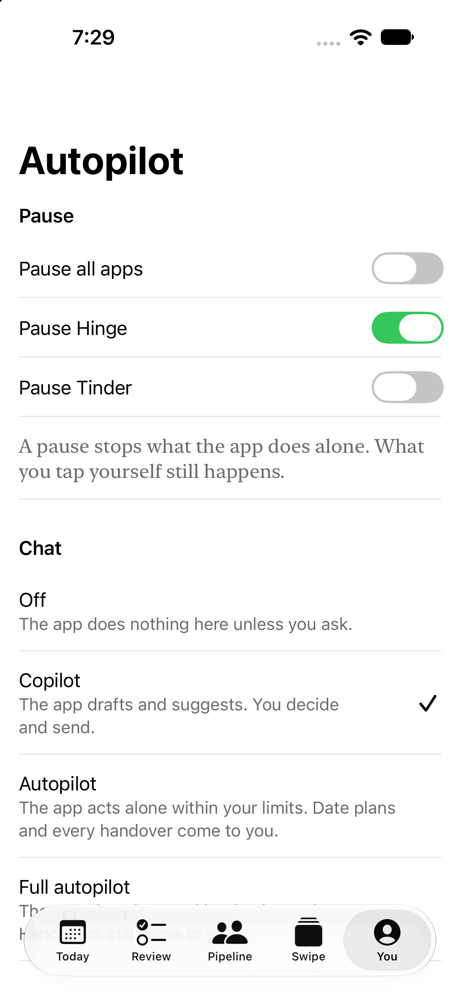 7:29
Autopilot
Pause
Pause all apps
Pause Hinge
Pause Tinder
A pause stops what the app does alone. What
you tap yourself still happens.
Chat
Off
The app does nothing here unless you ask.
Copilot
The app drafts and suggests. You decide
and send.
Autopilot
The app acts alone within your limits. Date plans
and every handover come to you.
Full autopilot
Today
Review
Pipeline
Swipe
You